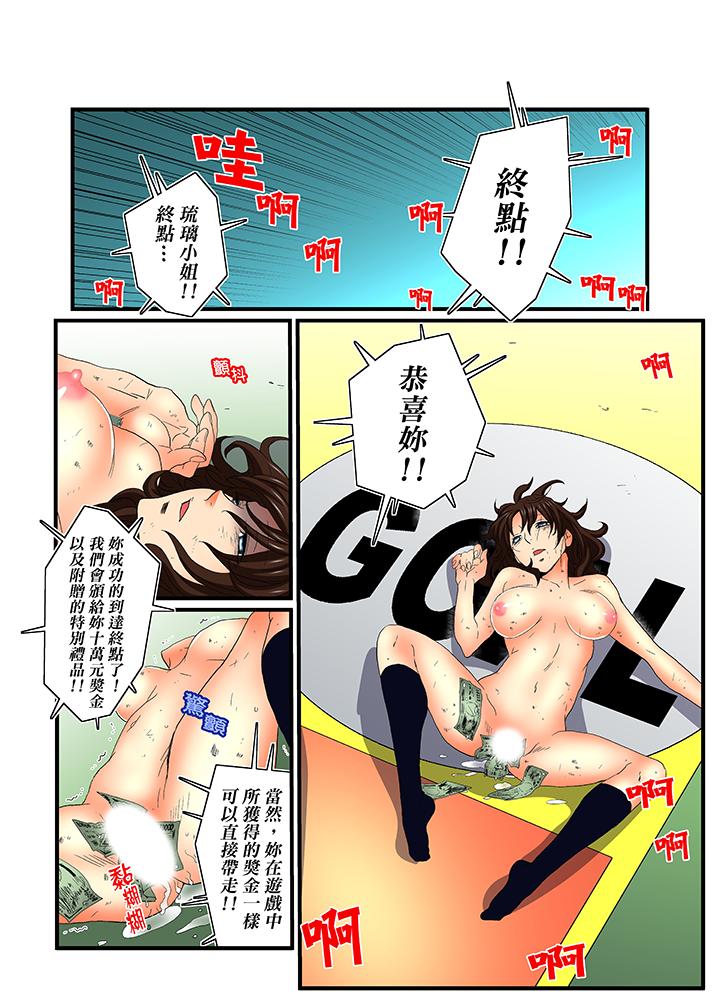 終點!!
啊
哇
啊
啊
啊
啊
啊
啊
啊
琉璃小姐!!
終點…
恭喜妳!!
啊
GOAL
啊
啊
啊
啊
顫抖
妳成功的到達終點了!
我們會頒給妳十萬元獎金
以及附贈的特別禮品!!
驚顫
當然，妳在遊戲中
所獲得的獎金一樣
可以直接帶走!!
黏